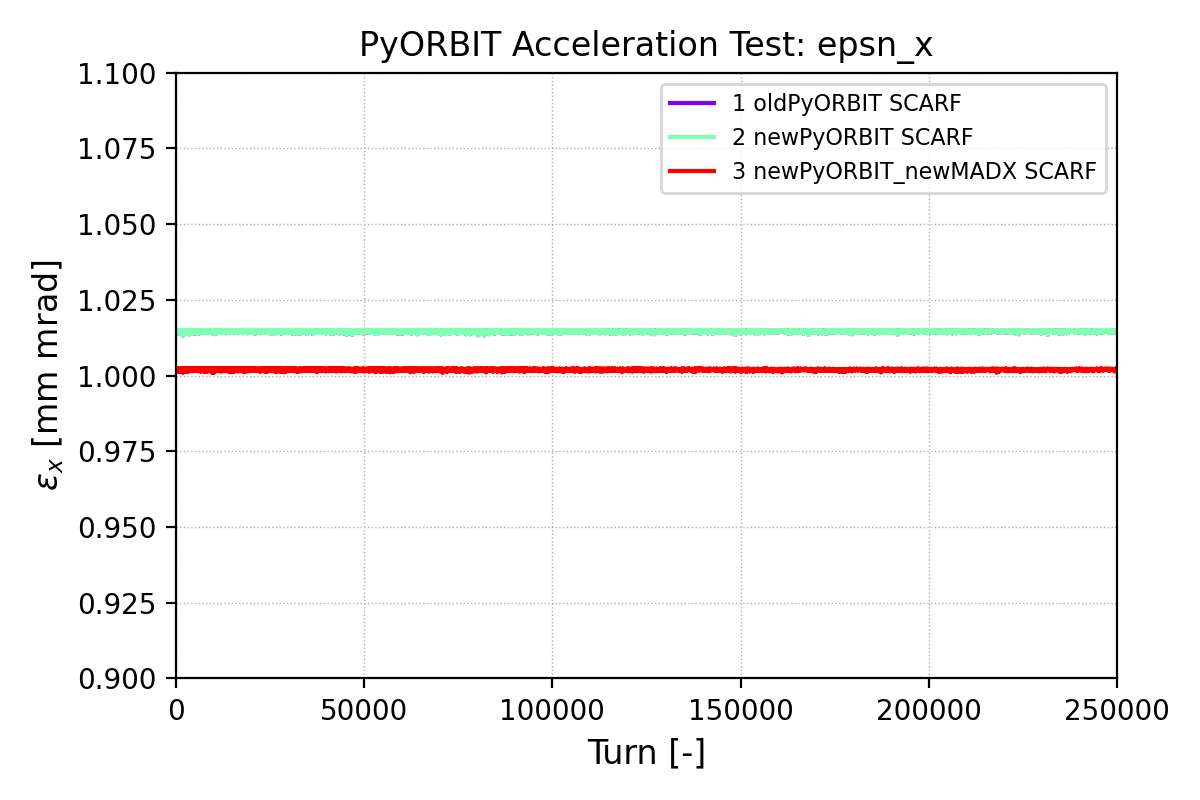 PyORBIT Acceleration Test: epsn_x
1.100
1.075
1.050
1.025
1.000
0.975
0.950
0.925
0.900
εx [mm mrad]
1 oldPyORBIT SCARF
2 newPyORBIT SCARF
3 newPyORBIT_newMADX SCARF
0 50000 100000 150000 200000 250000
Turn [-]